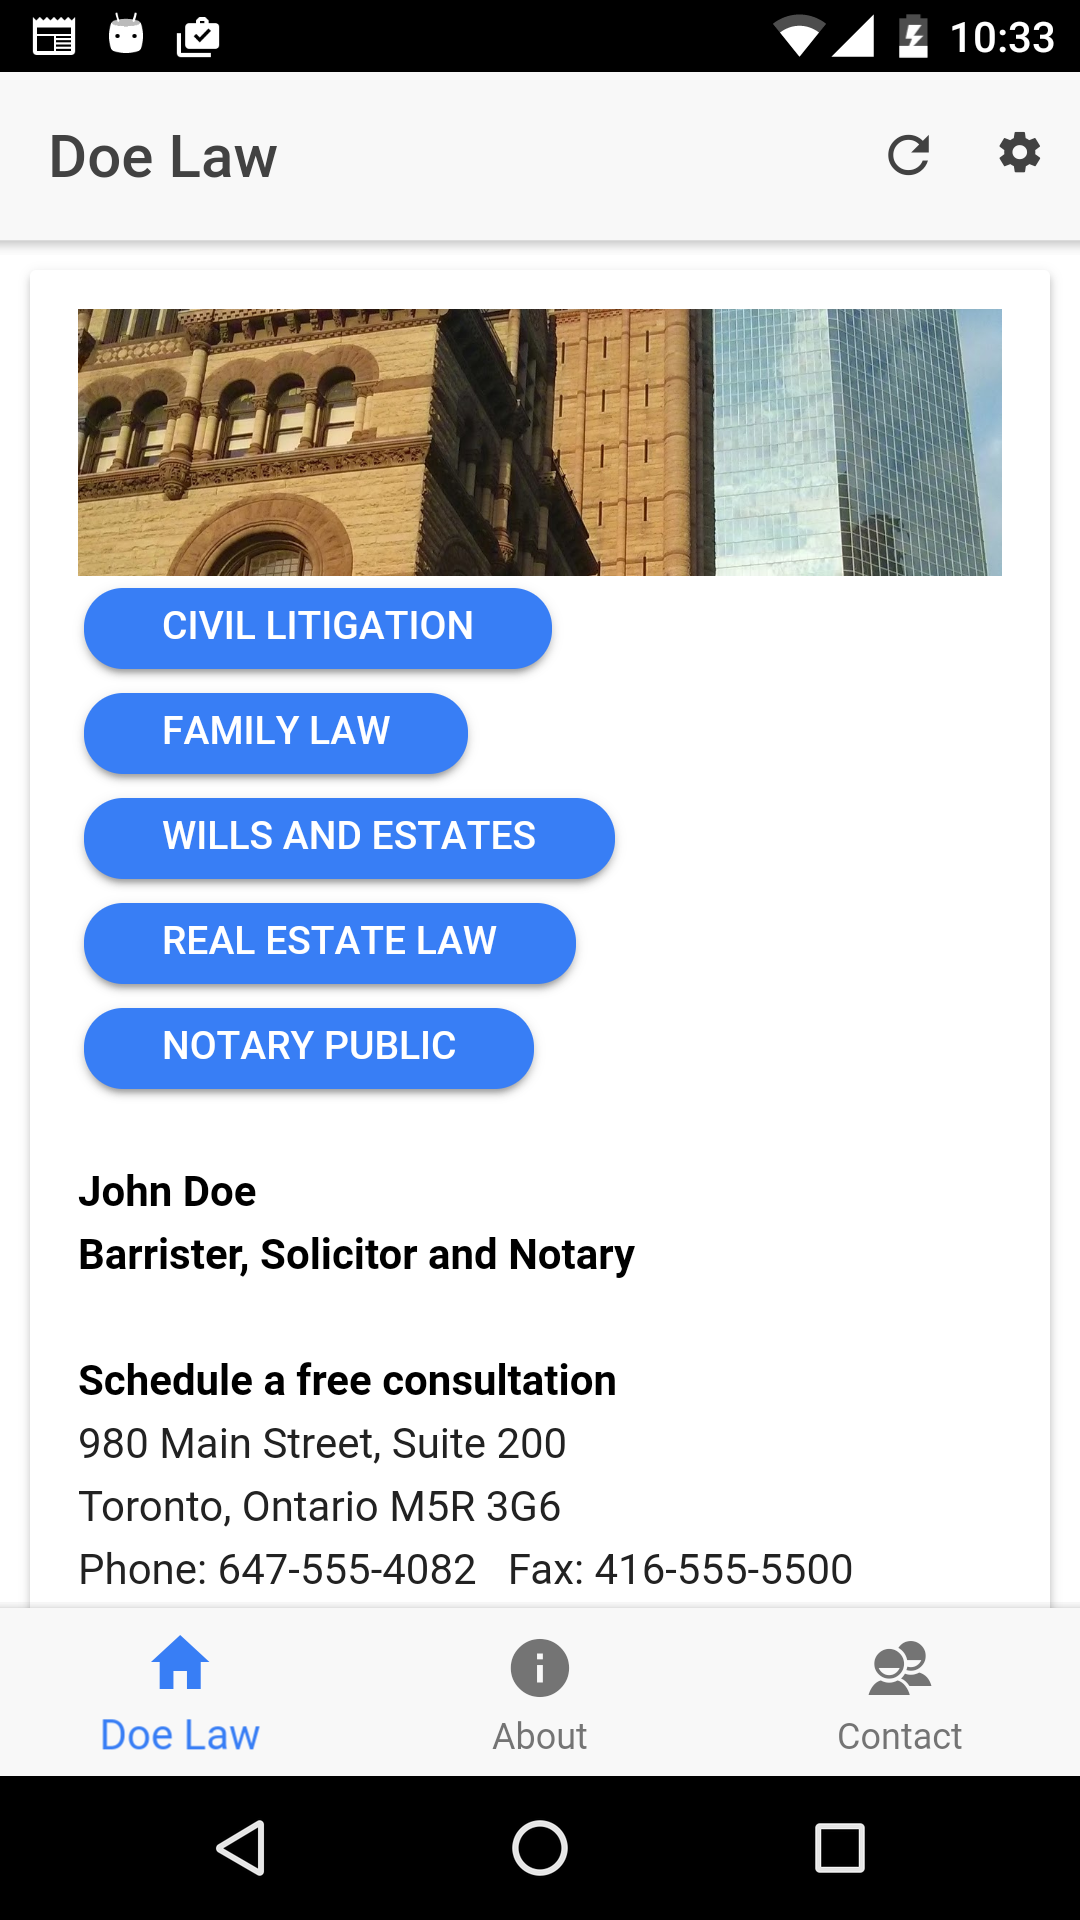 10:33
Doe Law
CIVIL LITIGATION
FAMILY LAW
WILLS AND ESTATES
REAL ESTATE LAW
NOTARY PUBLIC
John Doe
Barrister, Solicitor and Notary
Schedule a free consultation
980 Main Street, Suite 200
Toronto, Ontario M5R 3G6
Phone: 647-555-4082 Fax: 416-555-5500
Doe Law About Contact